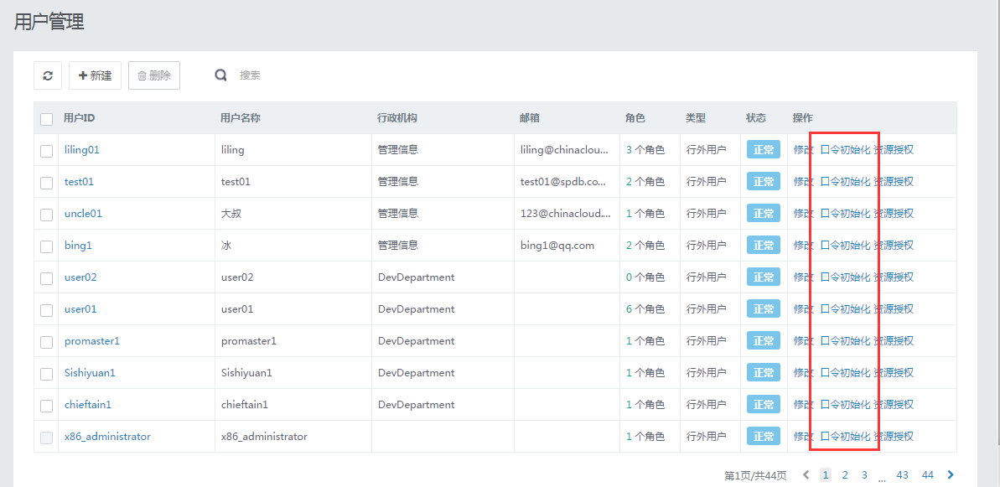 用户管理
新建 删除 搜索
用户ID 用户名称 行政机构 邮箱 角色 类型 状态 操作
liling01 liling 管理信息 liling@chinaclou... 3 个角色 行外用户 正常 修改 口令初始化 资源授权
test01 test01 管理信息 test01@spdb.co... 2 个角色 行外用户 正常 修改 口令初始化 资源授权
uncle01 大叔 管理信息 123@chinacloud.... 1 个角色 行外用户 正常 修改 口令初始化 资源授权
bing1 冰 管理信息 bing1@qq.com 2 个角色 行外用户 正常 修改 口令初始化 资源授权
user02 user02 DevDepartment 0 个角色 行外用户 正常 修改 口令初始化 资源授权
user01 user01 DevDepartment 6 个角色 行外用户 正常 修改 口令初始化 资源授权
promaster1 promaster1 DevDepartment 1 个角色 行外用户 正常 修改 口令初始化 资源授权
Sishiyuan1 Sishiyuan1 DevDepartment 1 个角色 行外用户 正常 修改 口令初始化 资源授权
chieftain1 chieftain1 DevDepartment 1 个角色 行外用户 正常 修改 口令初始化 资源授权
x86_administrator x86_administrator 1 个角色 行外用户 正常 修改 口令初始化 资源授权
第1页/共44页 1 2 3 ... 43 44